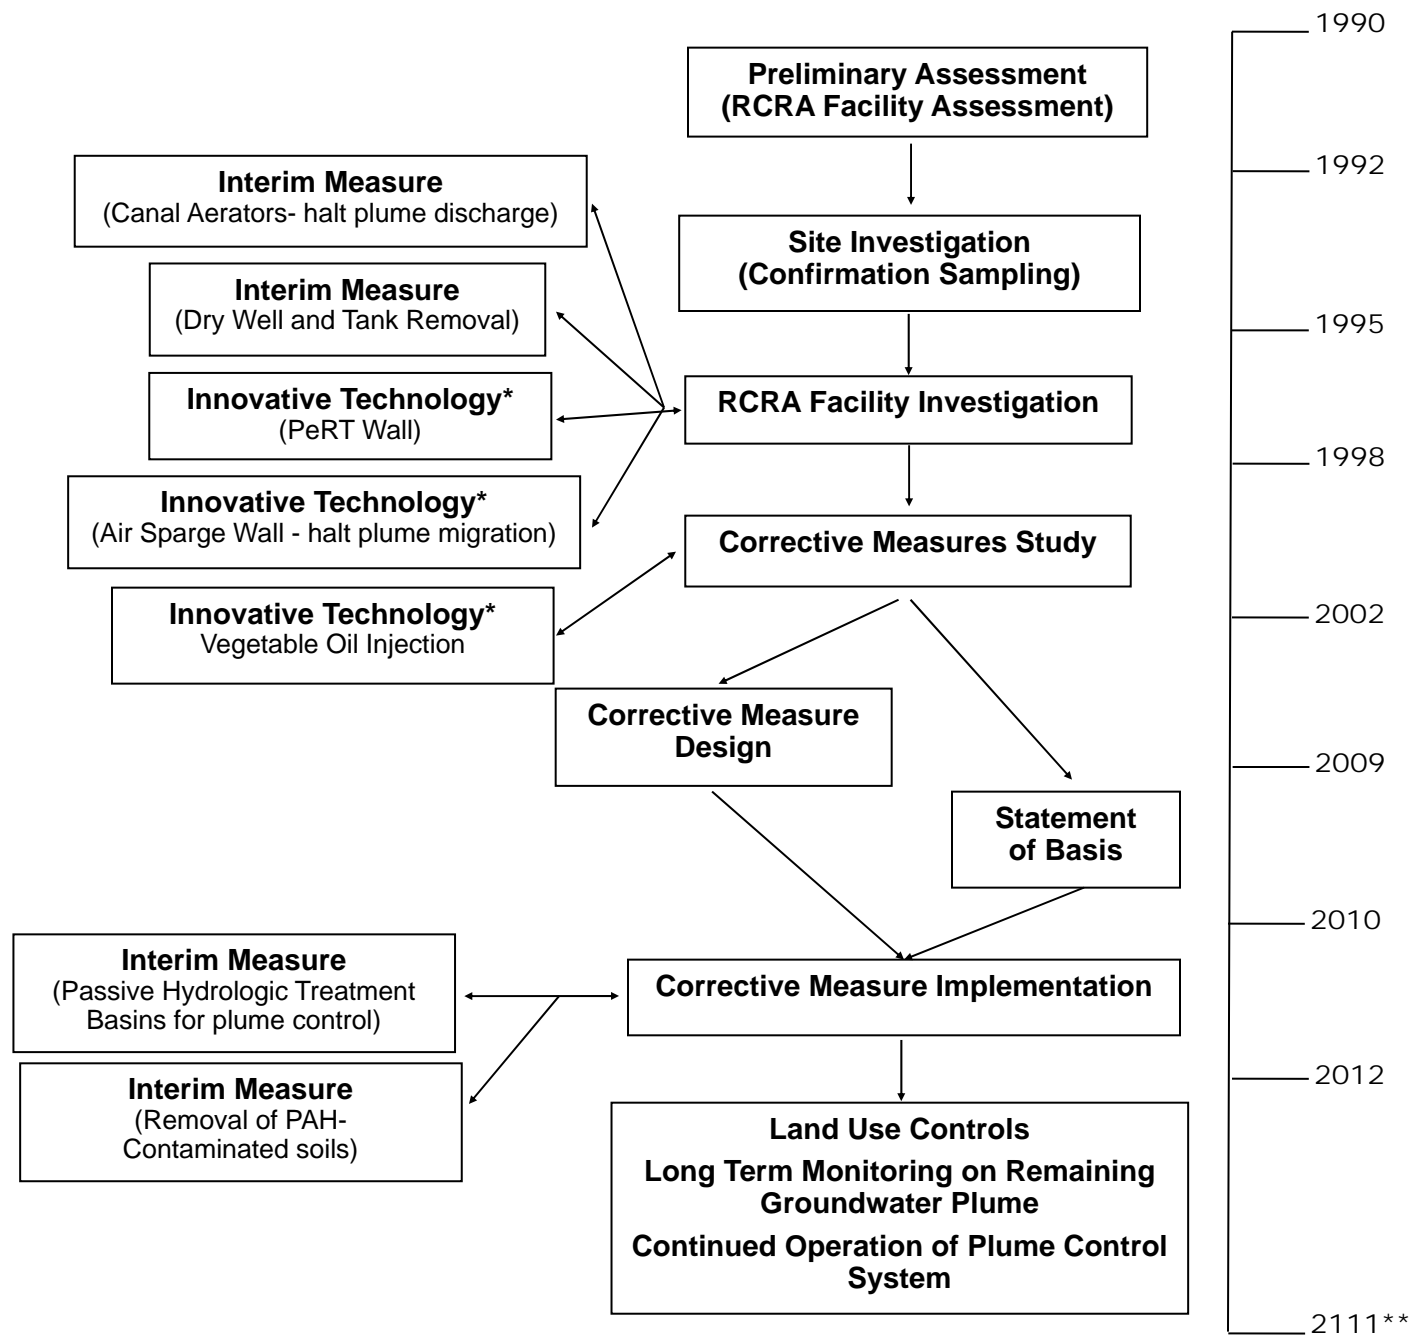 1990
Preliminary Assessment
(RCRA Facility Assessment)
1992
Interim Measure
(Canal Aerators- halt plume discharge)
Site Investigation
(Confirmation Sampling)
Interim Measure
(Dry Well and Tank Removal)
1995
Innovative Technology*
(PeRT Wall)
RCRA Facility Investigation
1998
Innovative Technology*
(Air Sparge Wall - halt plume migration)
Corrective Measures Study
Innovative Technology*
Vegetable Oil Injection
2002
Corrective Measure
Design
2009
Statement
of Basis
2010
Interim Measure
(Passive Hydrologic Treatment
Basins for plume control)
Corrective Measure Implementation
2012
Interim Measure
(Removal of PAH-
Contaminated soils)
Land Use Controls
Long Term Monitoring on Remaining
Groundwater Plume
Continued Operation of Plume Control
System
2111**